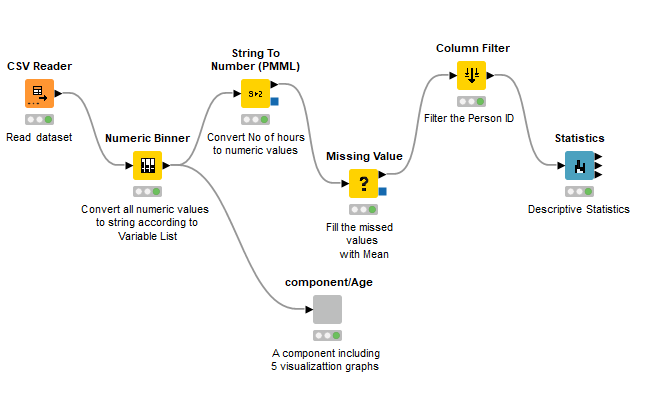 CSV Reader
Read dataset
Numeric Binner
Convert all numeric values
to string according to
Variable List
String To
Number (PMML)
S▸2
Convert No of hours
to numeric values
Missing Value
?
Fill the missed
values
with Mean
Column Filter
Filter the Person ID
Statistics
Descriptive Statistics
component/Age
A component including
5 visualizattion graphs